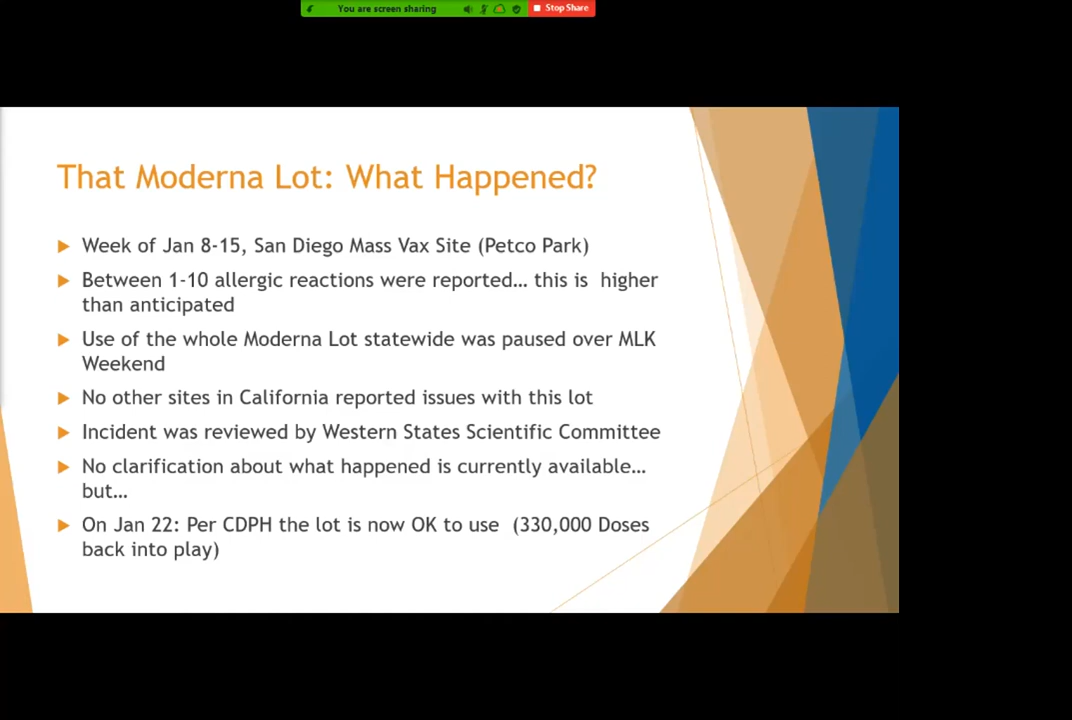 You are screen sharing
Stop Share
That Moderna Lot: What Happened?
Week of Jan 8-15, San Diego Mass Vax Site (Petco Park)
Between 1-10 allergic reactions were reported... this is higher
than anticipated
Use of the whole Moderna Lot statewide was paused over MLK
Weekend
No other sites in California reported issues with this lot
Incident was reviewed by Western States Scientific Committee
No clarification about what happened is currently available...
but...
On Jan 22: Per CDPH the lot is now OK to use (330,000 Doses
back into play)